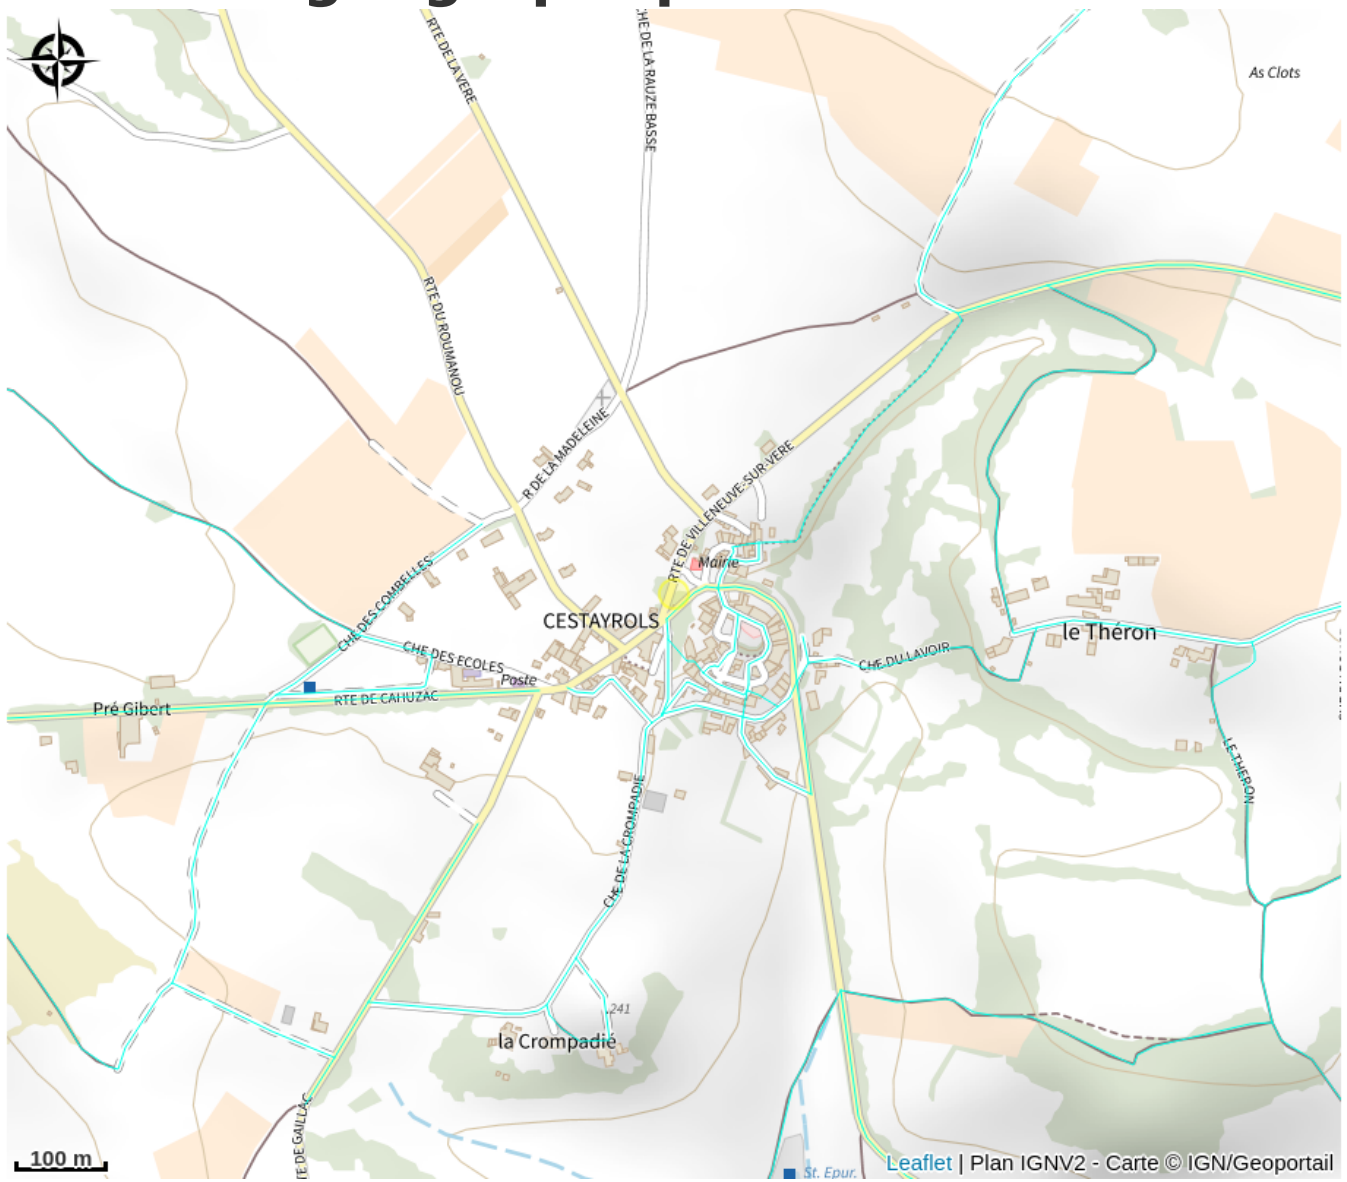 As Clots
RTE DE LA VERE
CHE DE LA RAUZE BASSE
RTE DU ROUMANOU
R DE LA MADELEINE
RTE DE VILLENEUVE-SUR-VERE
Mairie
CHE DES COMBELLES
CESTAYROLS
le Théron
CHE DES ECOLES
CHE DU LAVOIR
Poste
RTE DE CAHUZAC
Pré Gibert
LE THERON
CHE DE LA CROMPADIE
241
la Crompadié
E DE GAILLAC
100 m
St. Epur.
Leaflet | Plan IGNV2 - Carte © IGN/Geoportail